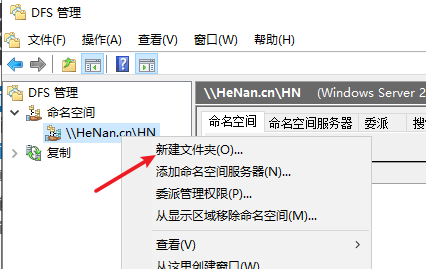 DFS 管理
文件(F) 操作(A) 查看(V) 窗口(W) 帮助(H)
DFS 管理
命名空间
\\HeNan.cn\HN
复制
\\HeNan.cn\HN (Windows Server 2
命名空间 命名空间服务器 委派 搜
新建文件夹(O)...
添加命名空间服务器(N)...
委派管理权限(P)...
从显示区域移除命名空间(M)...
查看(V)
从这里创建窗口(W)